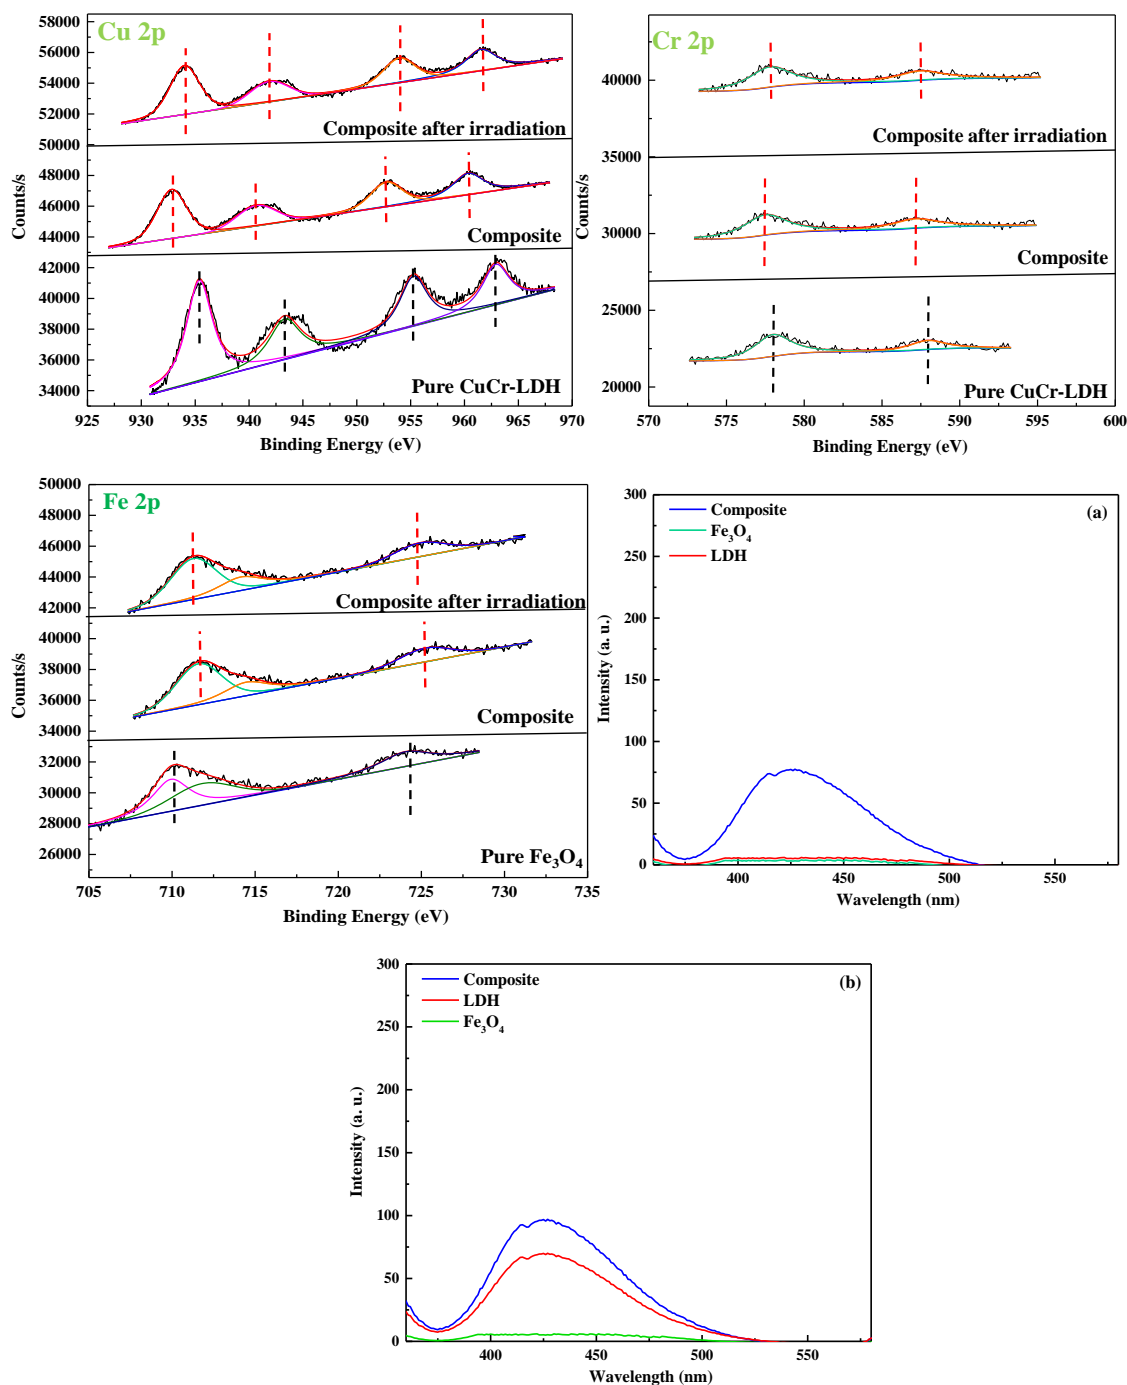 Cu 2p
58000
56000
54000
52000
50000
48000
46000
44000
42000
40000
38000
36000
34000
Counts/s
Composite after irradiation
Composite
Pure CuCr-LDH
925 930 935 940 945 950 955 960 965 970
Binding Energy (eV)
Cr 2p
40000
35000
30000
25000
20000
Counts/s
Composite after irradiation
Composite
Pure CuCr-LDH
570 575 580 585 590 595 600
Binding Energy (eV)
Fe 2p
50000
48000
46000
44000
42000
40000
38000
36000
34000
32000
30000
28000
26000
Counts/s
Composite after irradiation
Composite
Pure Fe₃O₄
705 710 715 720 725 730 735
Binding Energy (eV)
(a)
Composite
Fe₃O₄
LDH
300
250
200
150
100
50
0
Intensity (a. u.)
400 450 500 550
Wavelength (nm)
(b)
Composite
LDH
Fe₃O₄
300
250
200
150
100
50
0
Intensity (a. u.)
400 450 500 550
Wavelength (nm)